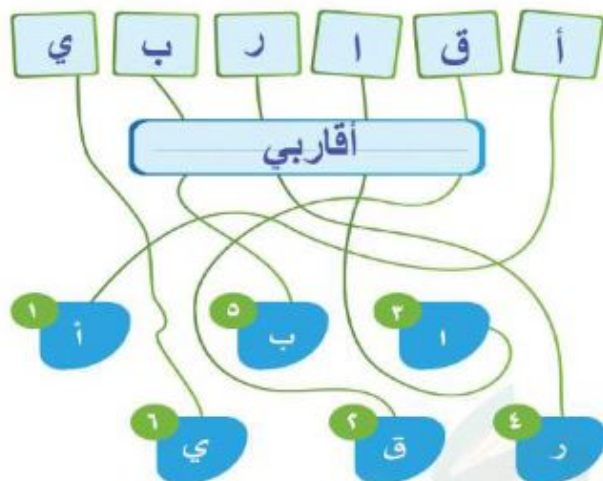 أ ق ا ر ب ي
أقاربي
٣ ا ٥ ب ١ أ
٤ ر ٢ ق ٦ ي